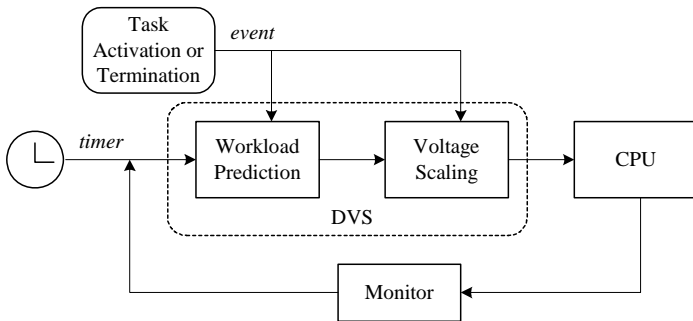 Task
Activation or
Termination
event
timer
Workload
Prediction
Voltage
Scaling
CPU
DVS
Monitor